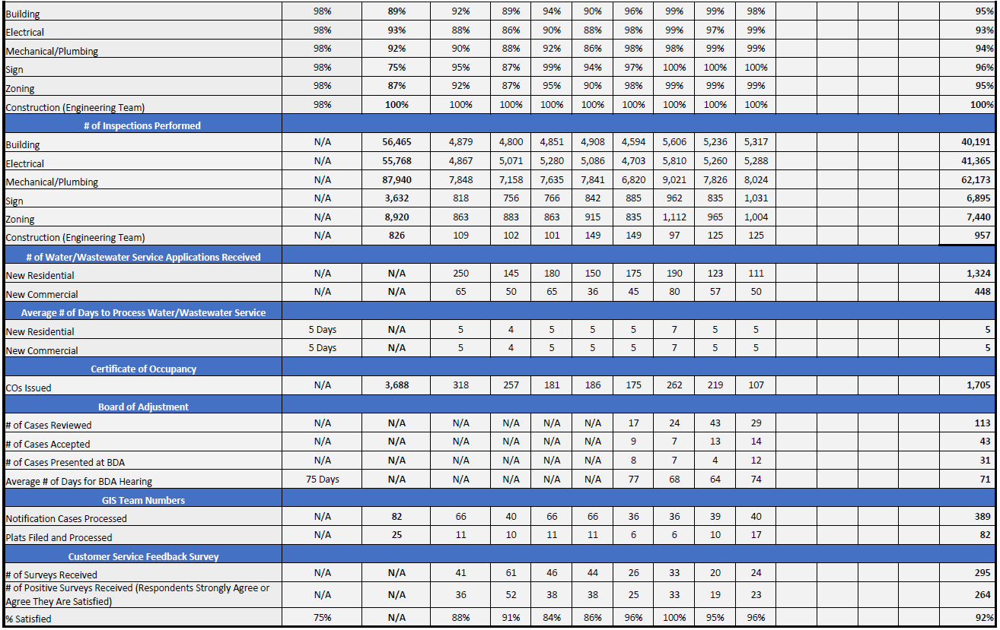 Building 98% 89% 92% 89% 94% 90% 96% 99% 99% 98% 95%
Electrical 98% 93% 88% 86% 90% 88% 98% 99% 97% 99% 93%
Mechanical/Plumbing 98% 92% 90% 88% 92% 86% 98% 98% 99% 99% 94%
Sign 98% 75% 95% 87% 99% 94% 97% 100% 100% 100% 96%
Zoning 98% 87% 92% 87% 95% 90% 98% 99% 99% 99% 95%
Construction (Engineering Team) 98% 100% 100% 100% 100% 100% 100% 100% 100% 100% 100%
# of Inspections Performed
Building N/A 56,465 4,879 4,800 4,851 4,908 4,594 5,606 5,236 5,317 40,191
Electrical N/A 55,768 4,867 5,071 5,280 5,086 4,703 5,810 5,260 5,288 41,365
Mechanical/Plumbing N/A 87,940 7,848 7,158 7,635 7,841 6,820 9,021 7,826 8,024 62,173
Sign N/A 3,632 818 756 766 842 885 962 835 1,031 6,895
Zoning N/A 8,920 863 883 863 915 835 1,112 965 1,004 7,440
Construction (Engineering Team) N/A 826 109 102 101 149 149 97 125 125 957
# of Water/Wastewater Service Applications Received
New Residential N/A N/A 250 145 180 150 175 190 123 111 1,324
New Commercial N/A N/A 65 50 65 36 45 80 57 50 448
Average # of Days to Process Water/Wastewater Service
New Residential 5 Days N/A 5 4 5 5 5 7 5 5 5
New Commercial 5 Days N/A 5 4 5 5 5 7 5 5 5
Certificate of Occupancy
COs Issued N/A 3,688 318 257 181 186 175 262 219 107 1,705
Board of Adjustment
# of Cases Reviewed N/A N/A N/A N/A N/A N/A 17 24 43 29 113
# of Cases Accepted N/A N/A N/A N/A N/A N/A 9 7 13 14 43
# of Cases Presented at BDA N/A N/A N/A N/A N/A N/A 8 7 4 12 31
Average # of Days for BDA Hearing 75 Days N/A N/A N/A N/A N/A 77 68 64 74 71
GIS Team Numbers
Notification Cases Processed N/A 82 66 40 66 66 36 36 39 40 389
Plats Filed and Processed N/A 25 11 10 11 11 6 6 10 17 82
Customer Service Feedback Survey
# of Surveys Received N/A N/A 41 61 46 44 26 33 20 24 295
# of Positive Surveys Received (Respondents Strongly Agree or
Agree They Are Satisfied) N/A N/A 36 52 38 38 25 33 19 23 264
% Satisfied 75% N/A 88% 91% 84% 86% 96% 100% 95% 96% 92%